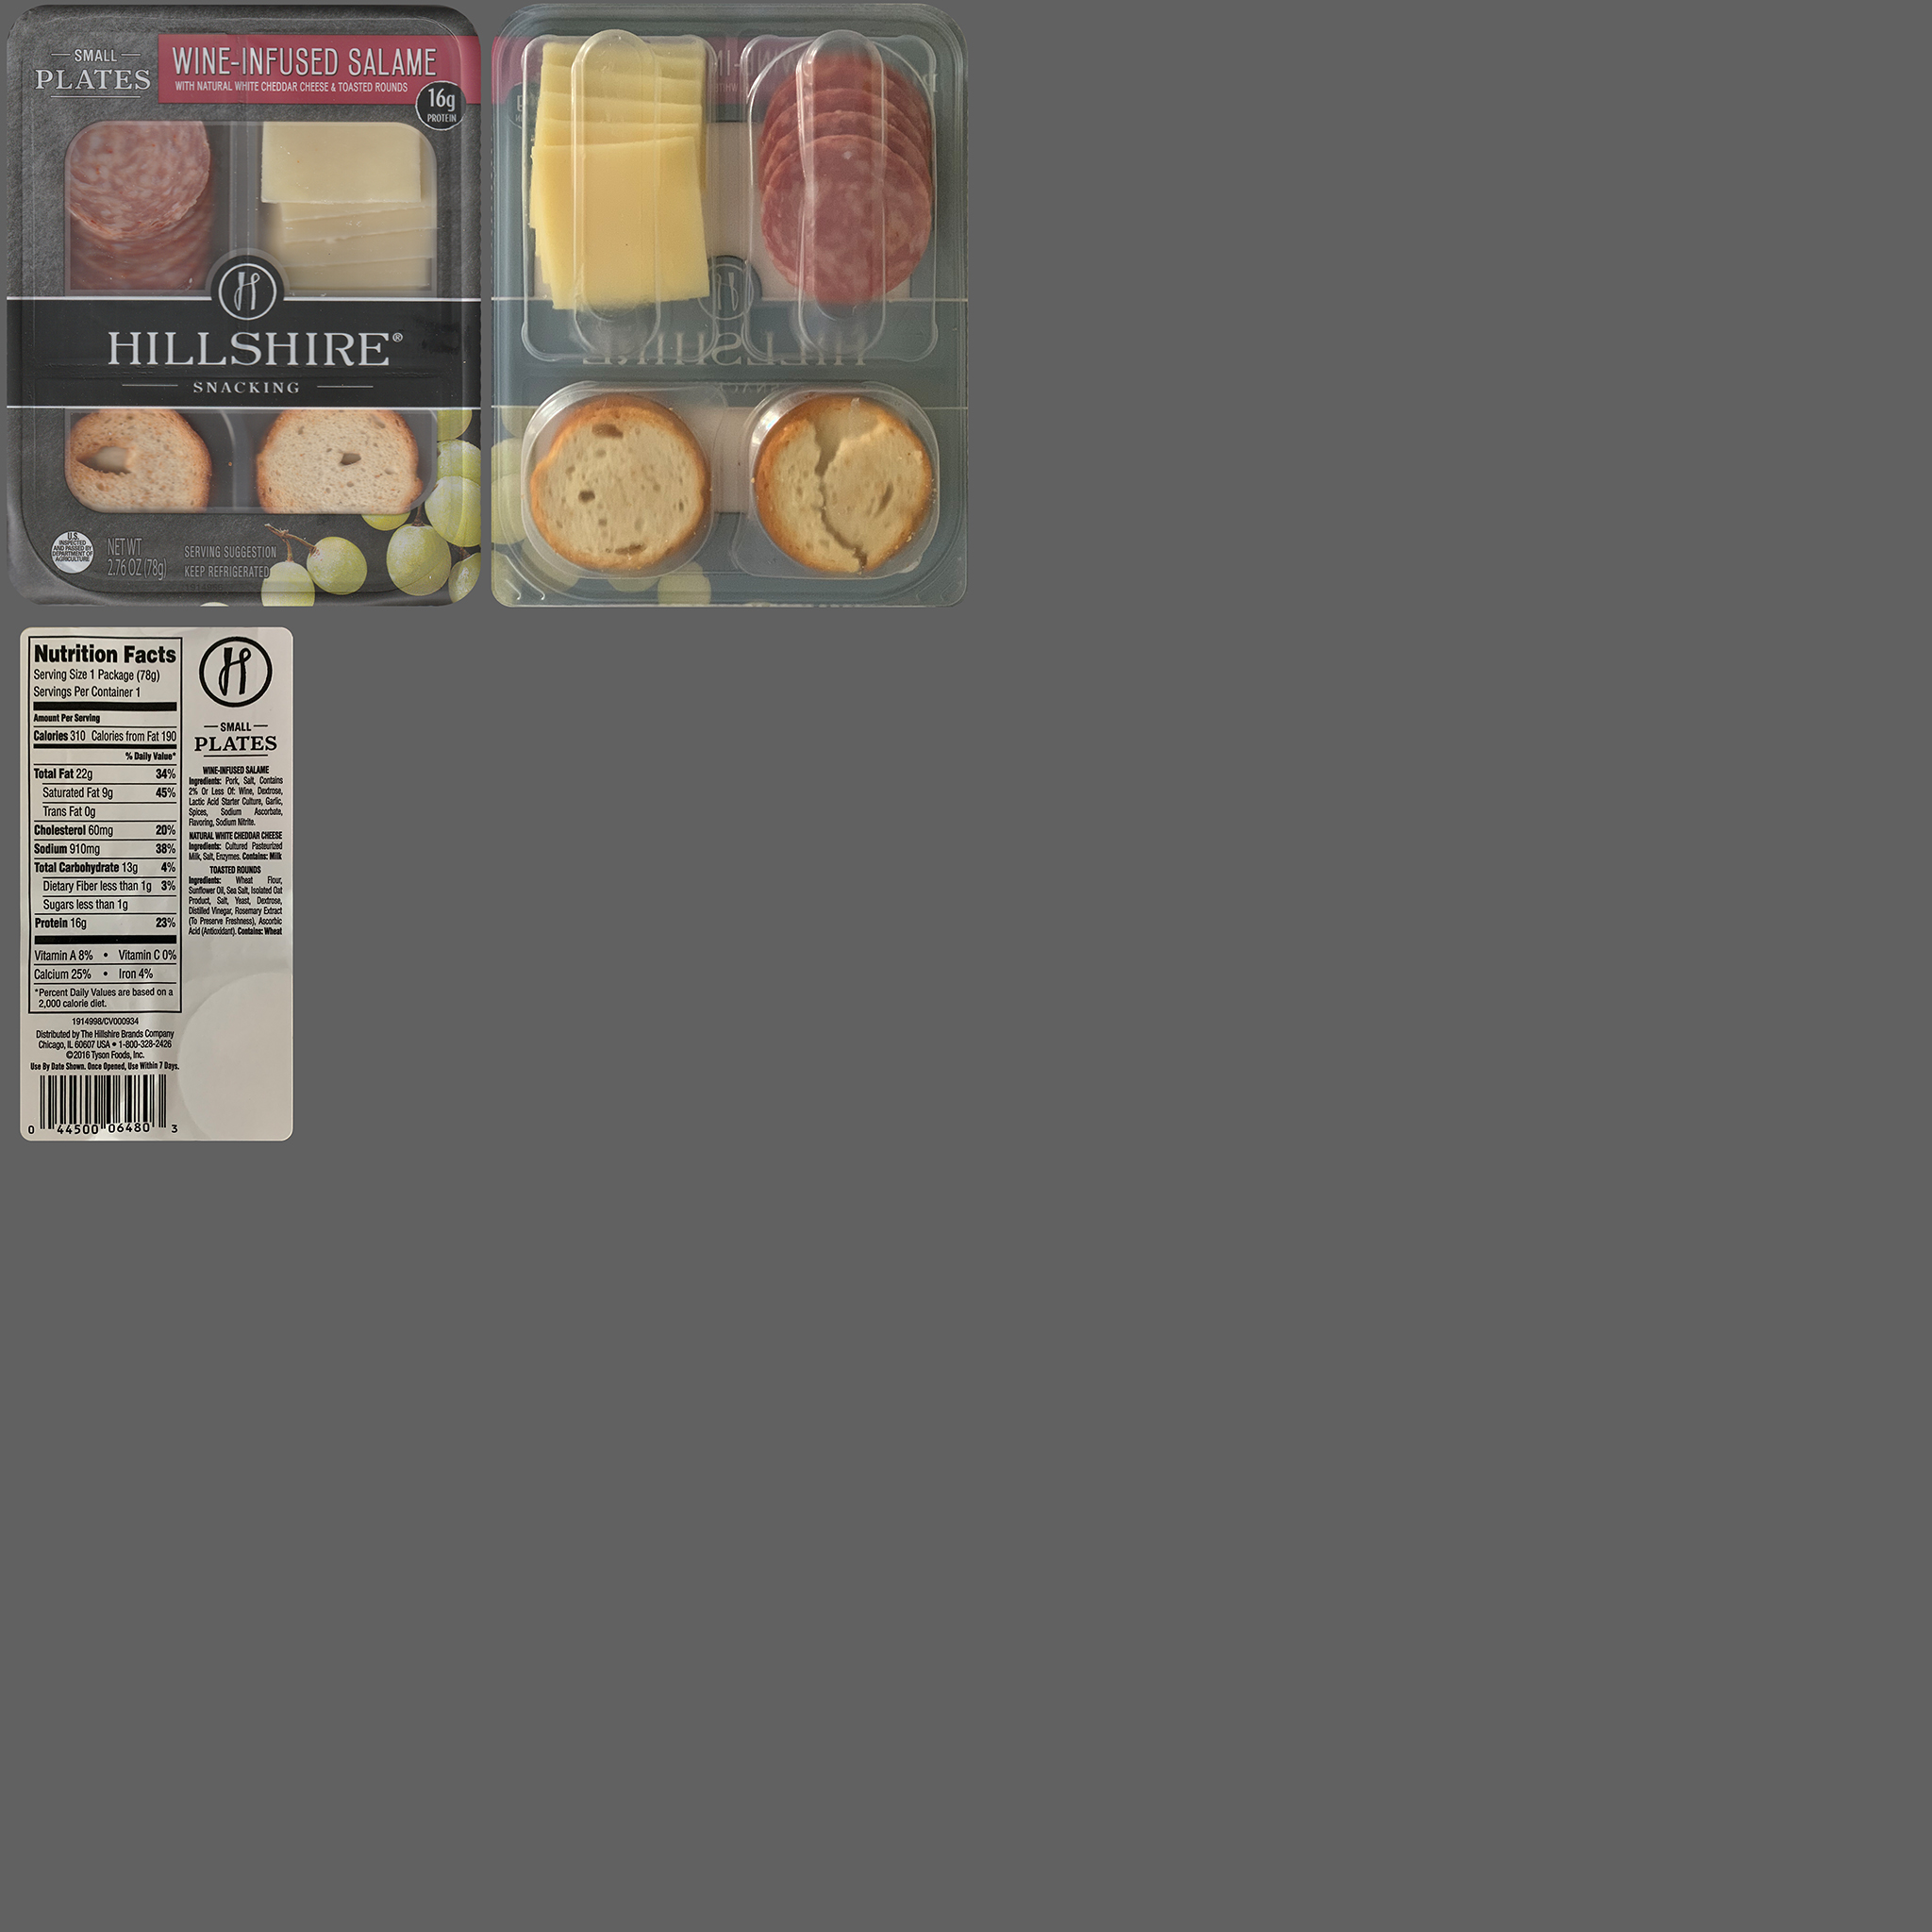 SMALL
PLATES
WINE-INFUSED SALAME
WITH NATURAL WHITE CHEDDAR CHEESE & TOASTED ROUNDS
16g
PROTEIN
H
HILLSHIRE®
SNACKING
U.S.
INSPECTED
AND PASSED BY
DEPARTMENT OF
AGRICULTURE
NET WT
2.76 OZ (78g)
SERVING SUGGESTION
KEEP REFRIGERATED
HILLSHIRE
Nutrition Facts
Serving Size 1 Package (78g)
Servings Per Container 1
Amount Per Serving
Calories 310 Calories from Fat 190
% Daily Value*
Total Fat 22g 34%
Saturated Fat 9g 45%
Trans Fat 0g
Cholesterol 60mg 20%
Sodium 910mg 38%
Total Carbohydrate 13g 4%
Dietary Fiber less than 1g 3%
Sugars less than 1g
Protein 16g 23%
Vitamin A 8% • Vitamin C 0%
Calcium 25% • Iron 4%
*Percent Daily Values are based on a
2,000 calorie diet.
1914998/CV000934
Distributed by The Hillshire Brands Company
Chicago, IL 60607 USA • 1-800-328-2426
©2016 Tyson Foods, Inc.
Use By Date Shown. Once Opened, Use Within 7 Days.
0 44500 06480 3
H
SMALL
PLATES
WINE-INFUSED SALAME
Ingredients: Pork, Salt, Contains
2% Or Less Of: Wine, Dextrose,
Lactic Acid Starter Culture, Garlic,
Spices, Sodium Ascorbate,
Flavoring, Sodium Nitrite.
NATURAL WHITE CHEDDAR CHEESE
Ingredients: Cultured Pasteurized
Milk, Salt, Enzymes. Contains: Milk
TOASTED ROUNDS
Ingredients: Wheat Flour,
Sunflower Oil, Sea Salt, Isolated Oat
Product, Salt, Yeast, Dextrose,
Distilled Vinegar, Rosemary Extract
(To Preserve Freshness), Ascorbic
Acid (Antioxidant). Contains: Wheat